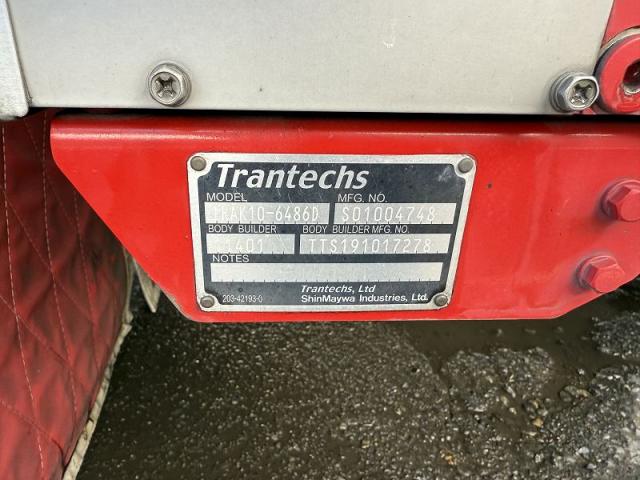 Trantechs
MODEL MFG. NO.
TRAK10-6486D S01004748
BODY BUILDER BODY BUILDER MFG. NO.
1401 TTS191017278
NOTES
Trantechs, Ltd
203-42193-0 ShinMaywa Industries, Ltd.